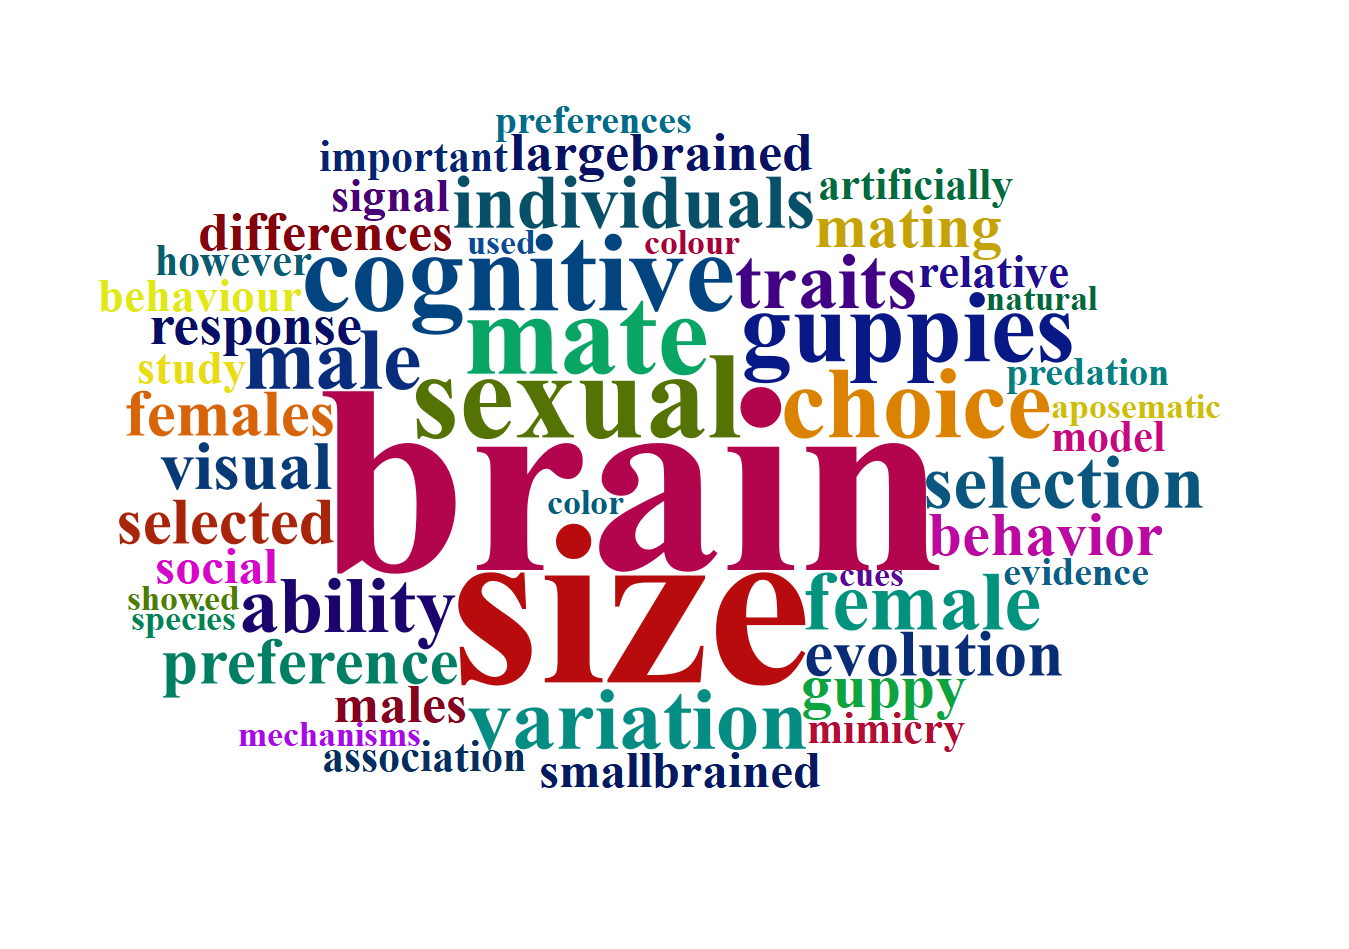 preferences
important largebrained
signal individuals artificially
differences used colour mating
however cognitive traits relative
behaviour natural
response mate guppies
study male predation
females sexual choice aposematic
model
visual brain selection
selected color behavior
social size cues evidence
showed ability female
species
preference evolution
males variation guppy
mechanisms mimicry
association smallbrained